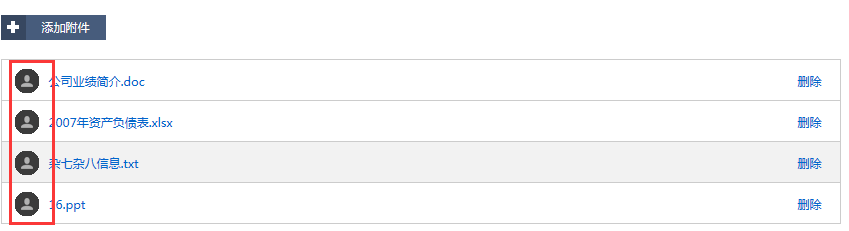 添加附件
公司业绩简介.doc 删除
2007年资产负债表.xlsx 删除
杂七杂八信息.txt 删除
16.ppt 删除